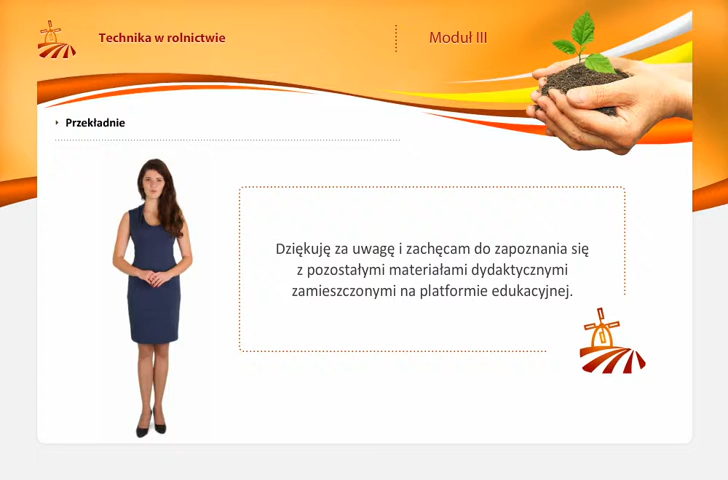 Technika w rolnictwie
Moduł III
Przekładnie
Dziękuję za uwagę i zachęcam do zapoznania się
z pozostałymi materiałami dydaktycznymi
zamieszczonymi na platformie edukacyjnej.